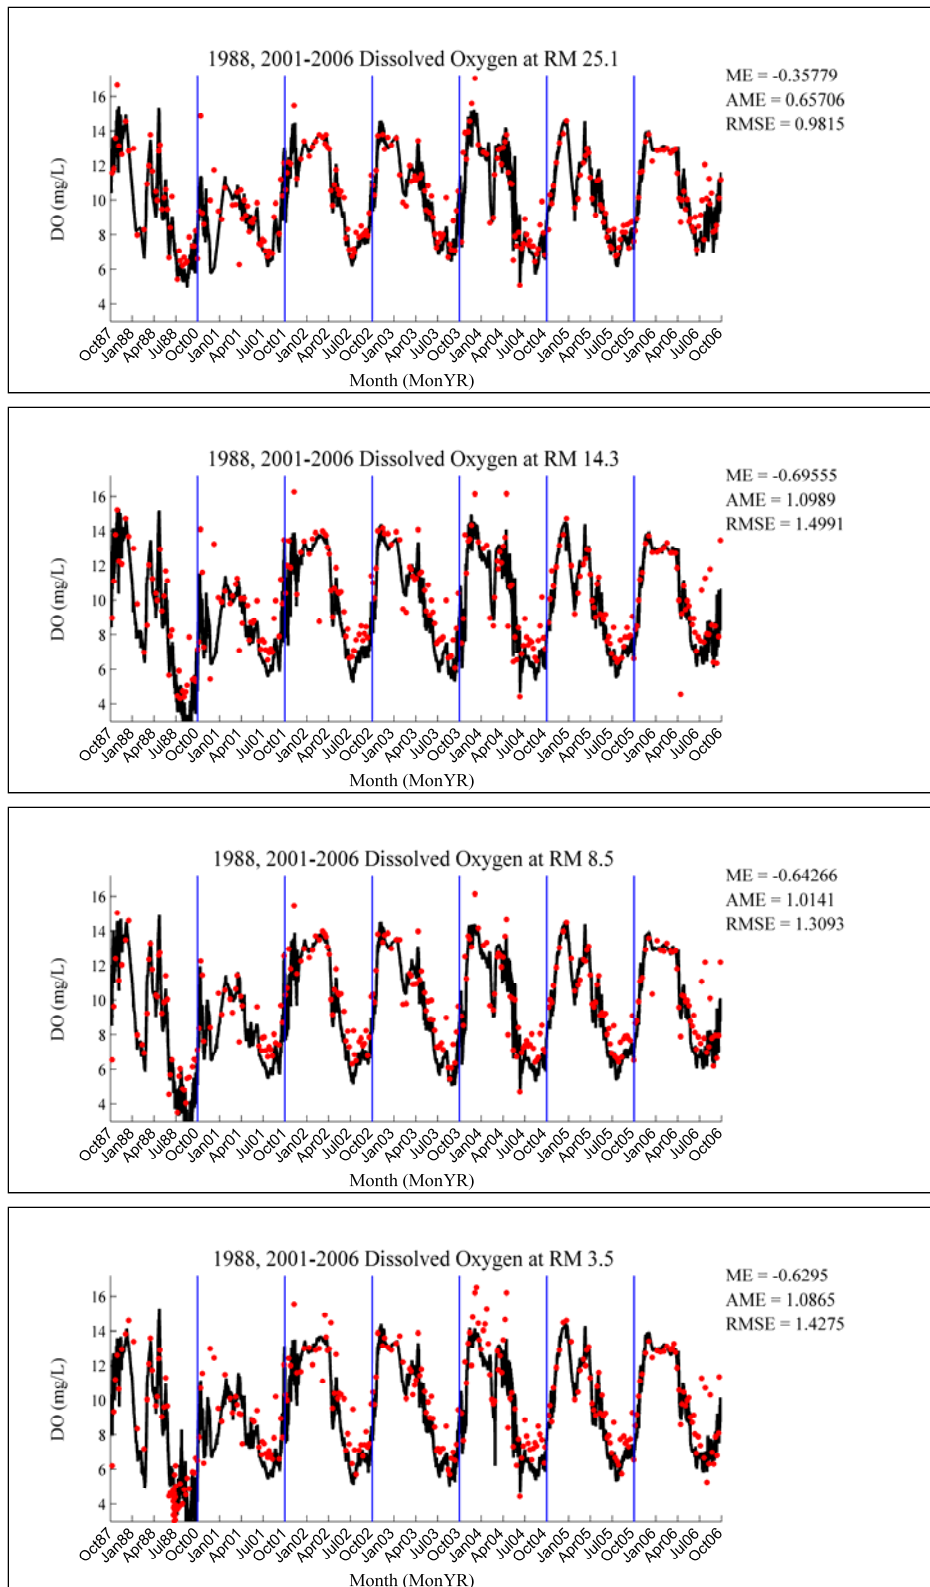 1988, 2001-2006 Dissolved Oxygen at RM 25.1
ME = -0.35779
AME = 0.65706
RMSE = 0.9815
16
14
12
10
8
6
4
DO (mg/L)
Oct87 Jan88 Apr88 Jul88 Oct00 Jan01 Apr01 Jul01 Oct01 Jan02 Apr02 Jul02 Oct02 Jan03 Apr03 Jul03 Oct03 Jan04 Apr04 Jul04 Oct04 Jan05 Apr05 Jul05 Oct05 Jan06 Apr06 Jul06 Oct06
Month (MonYR)
1988, 2001-2006 Dissolved Oxygen at RM 14.3
ME = -0.69555
AME = 1.0989
RMSE = 1.4991
16
14
12
10
8
6
4
DO (mg/L)
Oct87 Jan88 Apr88 Jul88 Oct00 Jan01 Apr01 Jul01 Oct01 Jan02 Apr02 Jul02 Oct02 Jan03 Apr03 Jul03 Oct03 Jan04 Apr04 Jul04 Oct04 Jan05 Apr05 Jul05 Oct05 Jan06 Apr06 Jul06 Oct06
Month (MonYR)
1988, 2001-2006 Dissolved Oxygen at RM 8.5
ME = -0.64266
AME = 1.0141
RMSE = 1.3093
16
14
12
10
8
6
4
DO (mg/L)
Oct87 Jan88 Apr88 Jul88 Oct00 Jan01 Apr01 Jul01 Oct01 Jan02 Apr02 Jul02 Oct02 Jan03 Apr03 Jul03 Oct03 Jan04 Apr04 Jul04 Oct04 Jan05 Apr05 Jul05 Oct05 Jan06 Apr06 Jul06 Oct06
Month (MonYR)
1988, 2001-2006 Dissolved Oxygen at RM 3.5
ME = -0.6295
AME = 1.0865
RMSE = 1.4275
16
14
12
10
8
6
4
DO (mg/L)
Oct87 Jan88 Apr88 Jul88 Oct00 Jan01 Apr01 Jul01 Oct01 Jan02 Apr02 Jul02 Oct02 Jan03 Apr03 Jul03 Oct03 Jan04 Apr04 Jul04 Oct04 Jan05 Apr05 Jul05 Oct05 Jan06 Apr06 Jul06 Oct06
Month (MonYR)